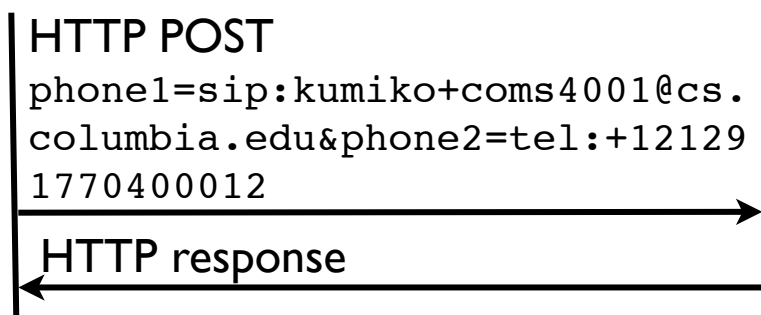 HTTP POST
phone1=sip:kumiko+coms4001@cs.
columbia.edu&phone2=tel:+12129
1770400012
HTTP response